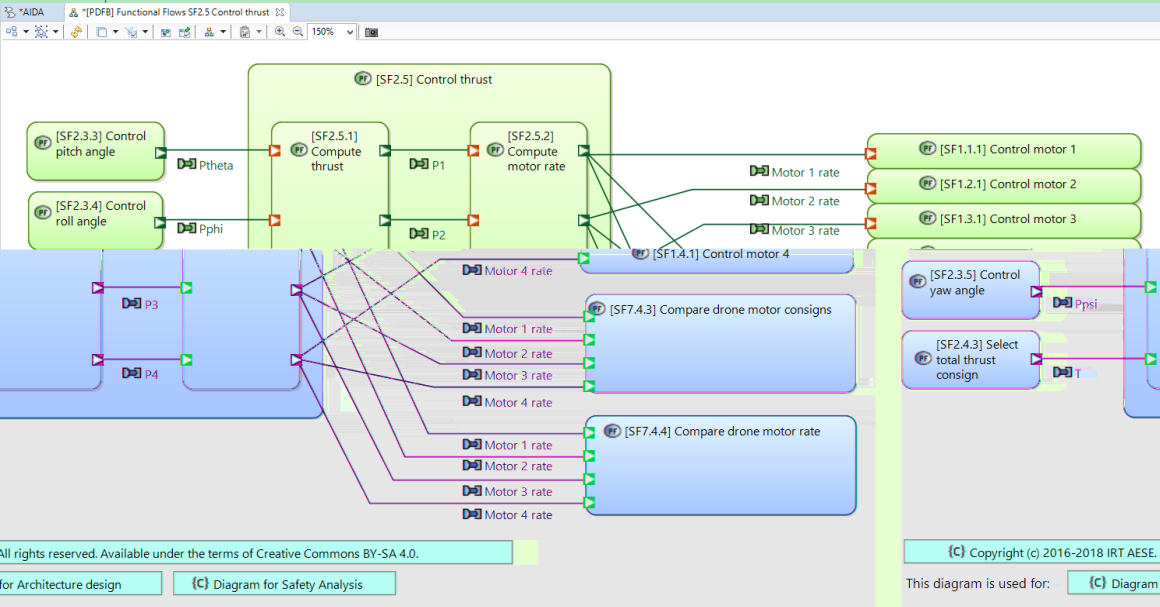 *AIDA
*[PDFB] Functional Flows SF2.5 Control thrust
150%
[SF2.5] Control thrust
[SF2.3.3] Control
pitch angle
Ptheta
[SF2.5.1]
Compute
thrust
P1
[SF2.5.2]
Compute
motor rate
[SF1.1.1] Control motor 1
Motor 1 rate
[SF1.2.1] Control motor 2
Motor 2 rate
[SF1.3.1] Control motor 3
Motor 3 rate
[SF2.3.4] Control
roll angle
Pphi
P2
[SF1.4.1] Control motor 4
Motor 4 rate
[SF2.3.5] Control
yaw angle
Ppsi
P3
[SF7.4.3] Compare drone motor consigns
Motor 1 rate
Motor 2 rate
Motor 3 rate
Motor 4 rate
[SF2.4.3] Select
total thrust
consign
T
P4
[SF7.4.4] Compare drone motor rate
Motor 1 rate
Motor 2 rate
Motor 3 rate
Motor 4 rate
All rights reserved. Available under the terms of Creative Commons BY-SA 4.0.
{C} Copyright (c) 2016-2018 IRT AESE.
for Architecture design
{C} Diagram for Safety Analysis
This diagram is used for:
{C} Diagram